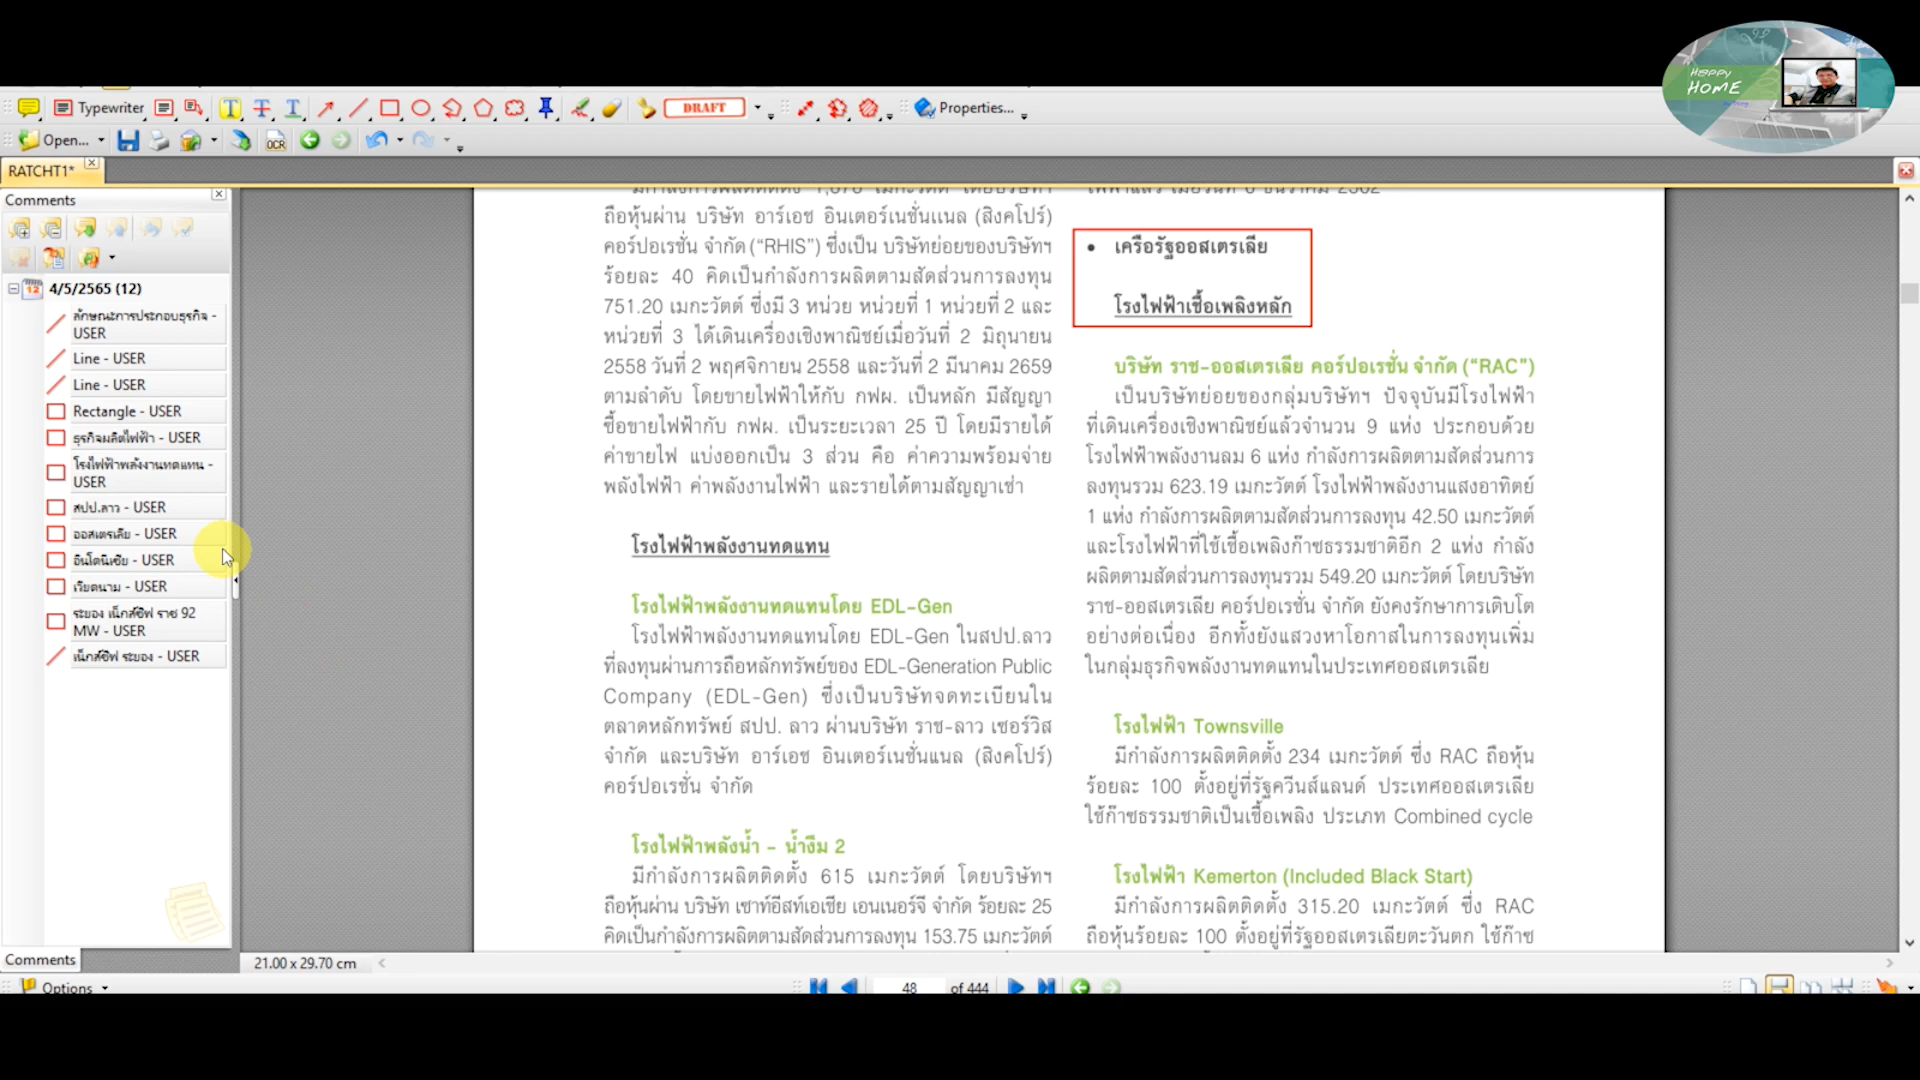 Happy
HOME
Typewriter
DRAFT
Properties...
Open...
OCR
RATCHT1*
Comments
12
4/5/2565 (12)
ลักษณะการประกอบธุรกิจ -
USER
Line - USER
Line - USER
Rectangle - USER
ธุรกิจผลิตไฟฟ้า - USER
โรงไฟฟ้าพลังงานทดแทน -
USER
สปป.ลาว - USER
ออสเตรเลีย - USER
อินโดนีเซีย - USER
เวียดนาม - USER
ระยอง เน็กส์ซิฟ ราช 92
MW - USER
เน็กส์ซิฟ ระยอง - USER
ถือหุ้นผ่าน บริษัท อาร์เอช อินเตอร์เนชั่นแนล (สิงคโปร์)
คอร์ปอเรชั่น จำกัด (“RHIS”) ซึ่งเป็น บริษัทย่อยของบริษัทฯ
ร้อยละ 40 คิดเป็นกำลังการผลิตตามสัดส่วนการลงทุน
751.20 เมกะวัตต์ ซึ่งมี 3 หน่วย หน่วยที่ 1 หน่วยที่ 2 และ
หน่วยที่ 3 ได้เดินเครื่องเชิงพาณิชย์เมื่อวันที่ 2 มิถุนายน
2558 วันที่ 2 พฤศจิกายน 2558 และวันที่ 2 มีนาคม 2659
ตามลำดับ โดยขายไฟฟ้าให้กับ กฟผ. เป็นหลัก มีสัญญา
ซื้อขายไฟฟ้ากับ กฟผ. เป็นระยะเวลา 25 ปี โดยมีรายได้
ค่าขายไฟ แบ่งออกเป็น 3 ส่วน คือ ค่าความพร้อมจ่าย
พลังไฟฟ้า ค่าพลังงานไฟฟ้า และรายได้ตามสัญญาเช่า
โรงไฟฟ้าพลังงานทดแทน
โรงไฟฟ้าพลังงานทดแทนโดย EDL-Gen
โรงไฟฟ้าพลังงานทดแทนโดย EDL-Gen ในสปป.ลาว
ที่ลงทุนผ่านการถือหลักทรัพย์ของ EDL-Generation Public
Company (EDL-Gen) ซึ่งเป็นบริษัทจดทะเบียนใน
ตลาดหลักทรัพย์ สปป. ลาว ผ่านบริษัท ราช-ลาว เซอร์วิส
จำกัด และบริษัท อาร์เอช อินเตอร์เนชั่นแนล (สิงคโปร์)
คอร์ปอเรชั่น จำกัด
โรงไฟฟ้าพลังน้ำ - น้ำงึม 2
มีกำลังการผลิตติดตั้ง 615 เมกะวัตต์ โดยบริษัทฯ
ถือหุ้นผ่าน บริษัท เซาท์อีสท์เอเชีย เอนเนอร์จี จำกัด ร้อยละ 25
คิดเป็นกำลังการผลิตตามสัดส่วนการลงทุน 153.75 เมกะวัตต์
• เครือรัฐออสเตรเลีย
โรงไฟฟ้าเชื้อเพลิงหลัก
บริษัท ราช-ออสเตรเลีย คอร์ปอเรชั่น จำกัด (“RAC”)
เป็นบริษัทย่อยของกลุ่มบริษัทฯ ปัจจุบันมีโรงไฟฟ้า
ที่เดินเครื่องเชิงพาณิชย์แล้วจำนวน 9 แห่ง ประกอบด้วย
โรงไฟฟ้าพลังงานลม 6 แห่ง กำลังการผลิตตามสัดส่วนการ
ลงทุนรวม 623.19 เมกะวัตต์ โรงไฟฟ้าพลังงานแสงอาทิตย์
1 แห่ง กำลังการผลิตตามสัดส่วนการลงทุน 42.50 เมกะวัตต์
และโรงไฟฟ้าที่ใช้เชื้อเพลิงก๊าซธรรมชาติอีก 2 แห่ง กำลัง
ผลิตตามสัดส่วนการลงทุนรวม 549.20 เมกะวัตต์ โดยบริษัท
ราช-ออสเตรเลีย คอร์ปอเรชั่น จำกัด ยังคงรักษาการเติบโต
อย่างต่อเนื่อง อีกทั้งยังแสวงหาโอกาสในการลงทุนเพิ่ม
ในกลุ่มธุรกิจพลังงานทดแทนในประเทศออสเตรเลีย
โรงไฟฟ้า Townsville
มีกำลังการผลิตติดตั้ง 234 เมกะวัตต์ ซึ่ง RAC ถือหุ้น
ร้อยละ 100 ตั้งอยู่ที่รัฐควีนส์แลนด์ ประเทศออสเตรเลีย
ใช้ก๊าซธรรมชาติเป็นเชื้อเพลิง ประเภท Combined cycle
โรงไฟฟ้า Kemerton (Included Black Start)
มีกำลังการผลิตติดตั้ง 315.20 เมกะวัตต์ ซึ่ง RAC
ถือหุ้นร้อยละ 100 ตั้งอยู่ที่รัฐออสเตรเลียตะวันตก ใช้ก๊าซ
Comments
21.00 x 29.70 cm
Options
48
of 444